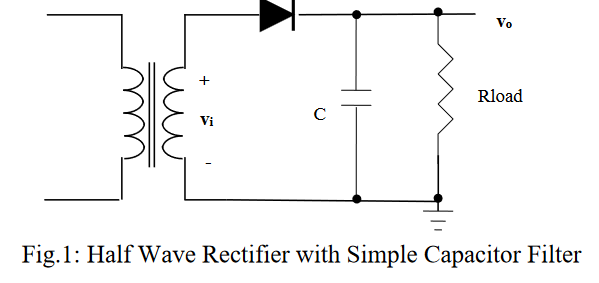 Vo
+
Rload
C
Vi
-
Fig.1: Half Wave Rectifier with Simple Capacitor Filter